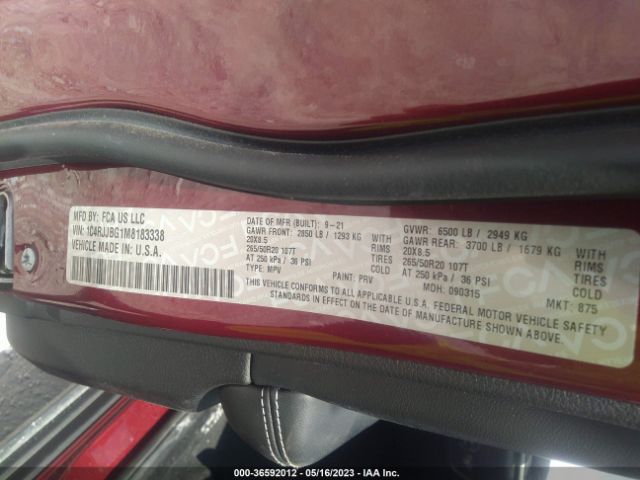 MFG BY: FCA US LLC
VIN: 1C4RJJBG1M8183338
VEHICLE MADE IN: U.S.A.
DATE OF MFR (BUILT): 9-21
GAWR FRONT: 2850 LB / 1293 KG WITH
20X8.5 RIMS
265/50R20 107T TIRES
AT 250 kPa / 36 PSI COLD
TYPE: MPV PAINT: PRV
GVWR: 6500 LB / 2949 KG
GAWR REAR: 3700 LB / 1679 KG WITH
20X8.5 RIMS
265/50R20 107T TIRES
AT 250 kPa / 36 PSI COLD
MDH: 090315 MKT: 875
THIS VEHICLE CONFORMS TO ALL APPLICABLE U.S.A. FEDERAL MOTOR VEHICLE SAFETY
STANDARDS IN EFFECT ON THE DATE OF MANUFACTURE SHOWN ABOVE.
000-36592012 05/16/2023 IAA Inc.